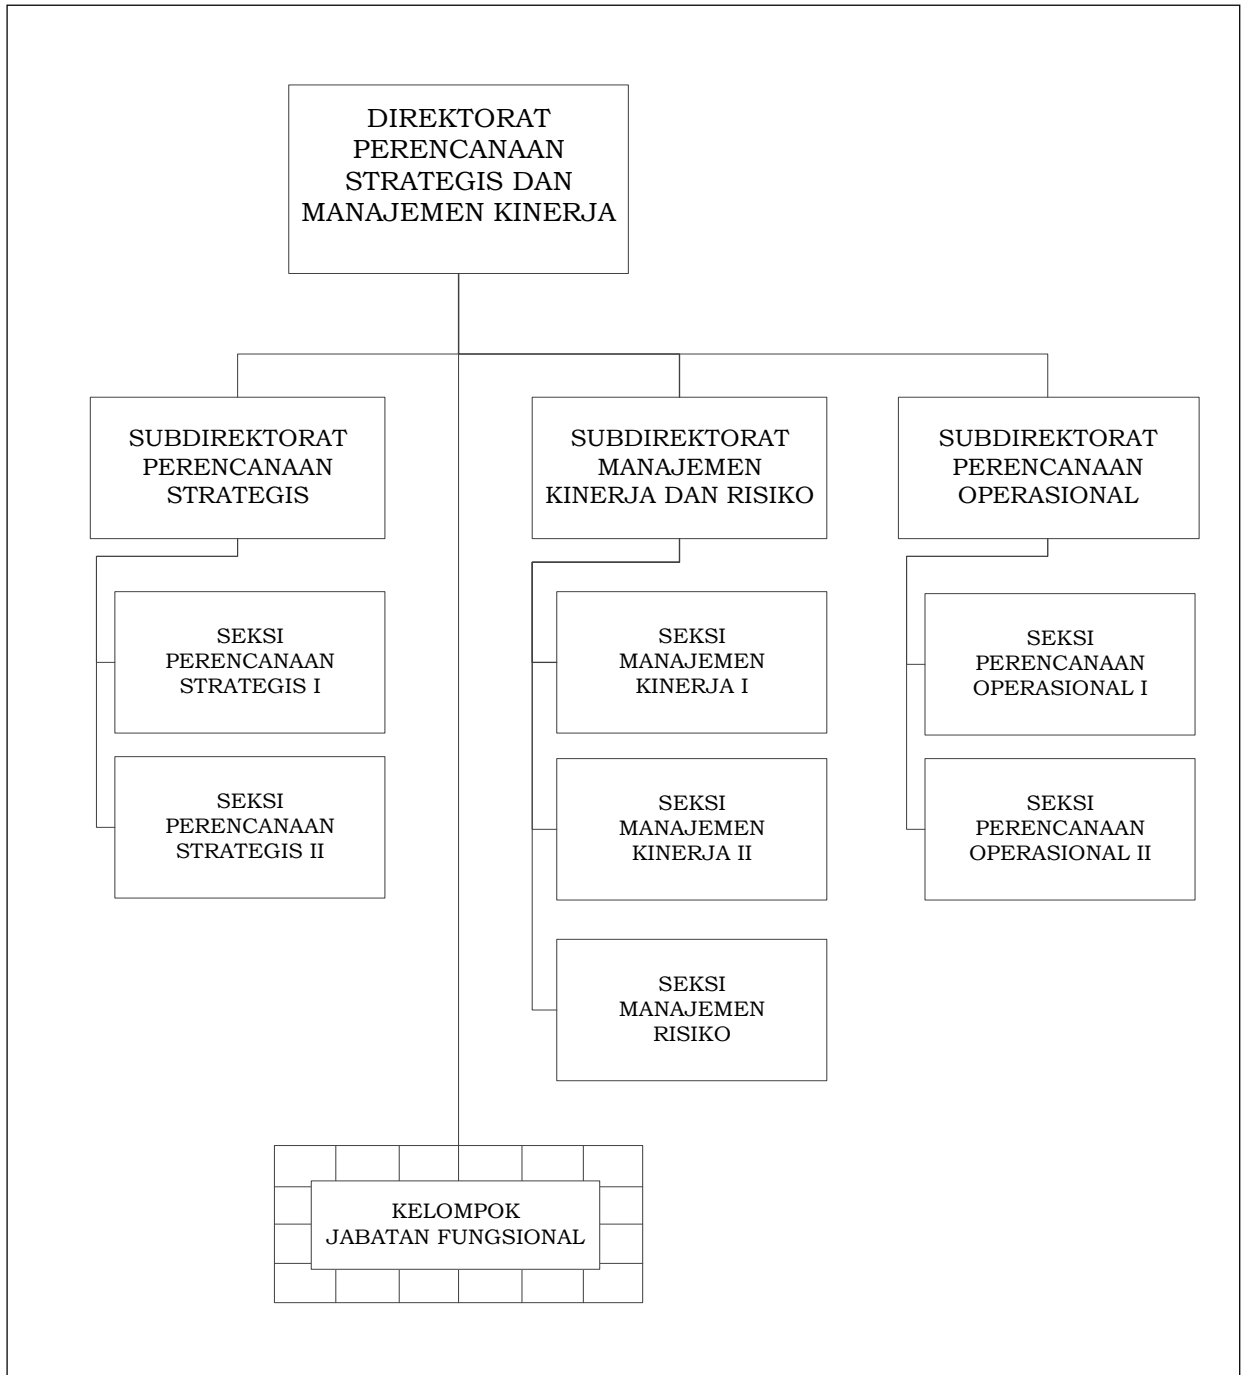 DIREKTORAT
PERENCANAAN
STRATEGIS DAN
MANAJEMEN KINERJA
SUBDIREKTORAT
PERENCANAAN
STRATEGIS
SUBDIREKTORAT
MANAJEMEN
KINERJA DAN RISIKO
SUBDIREKTORAT
PERENCANAAN
OPERASIONAL
SEKSI
PERENCANAAN
STRATEGIS I
SEKSI
MANAJEMEN
KINERJA I
SEKSI
PERENCANAAN
OPERASIONAL I
SEKSI
PERENCANAAN
STRATEGIS II
SEKSI
MANAJEMEN
KINERJA II
SEKSI
PERENCANAAN
OPERASIONAL II
SEKSI
MANAJEMEN
RISIKO
KELOMPOK
JABATAN FUNGSIONAL